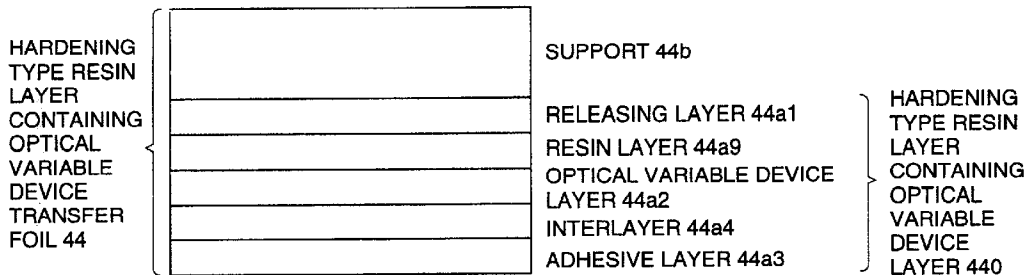 HARDENING
TYPE RESIN
LAYER
CONTAINING
OPTICAL
VARIABLE
DEVICE
TRANSFER
FOIL 44
SUPPORT 44b
RELEASING LAYER 44a1
RESIN LAYER 44a9
OPTICAL VARIABLE DEVICE
LAYER 44a2
INTERLAYER 44a4
ADHESIVE LAYER 44a3
HARDENING
TYPE RESIN
LAYER
CONTAINING
OPTICAL
VARIABLE
DEVICE
LAYER 440